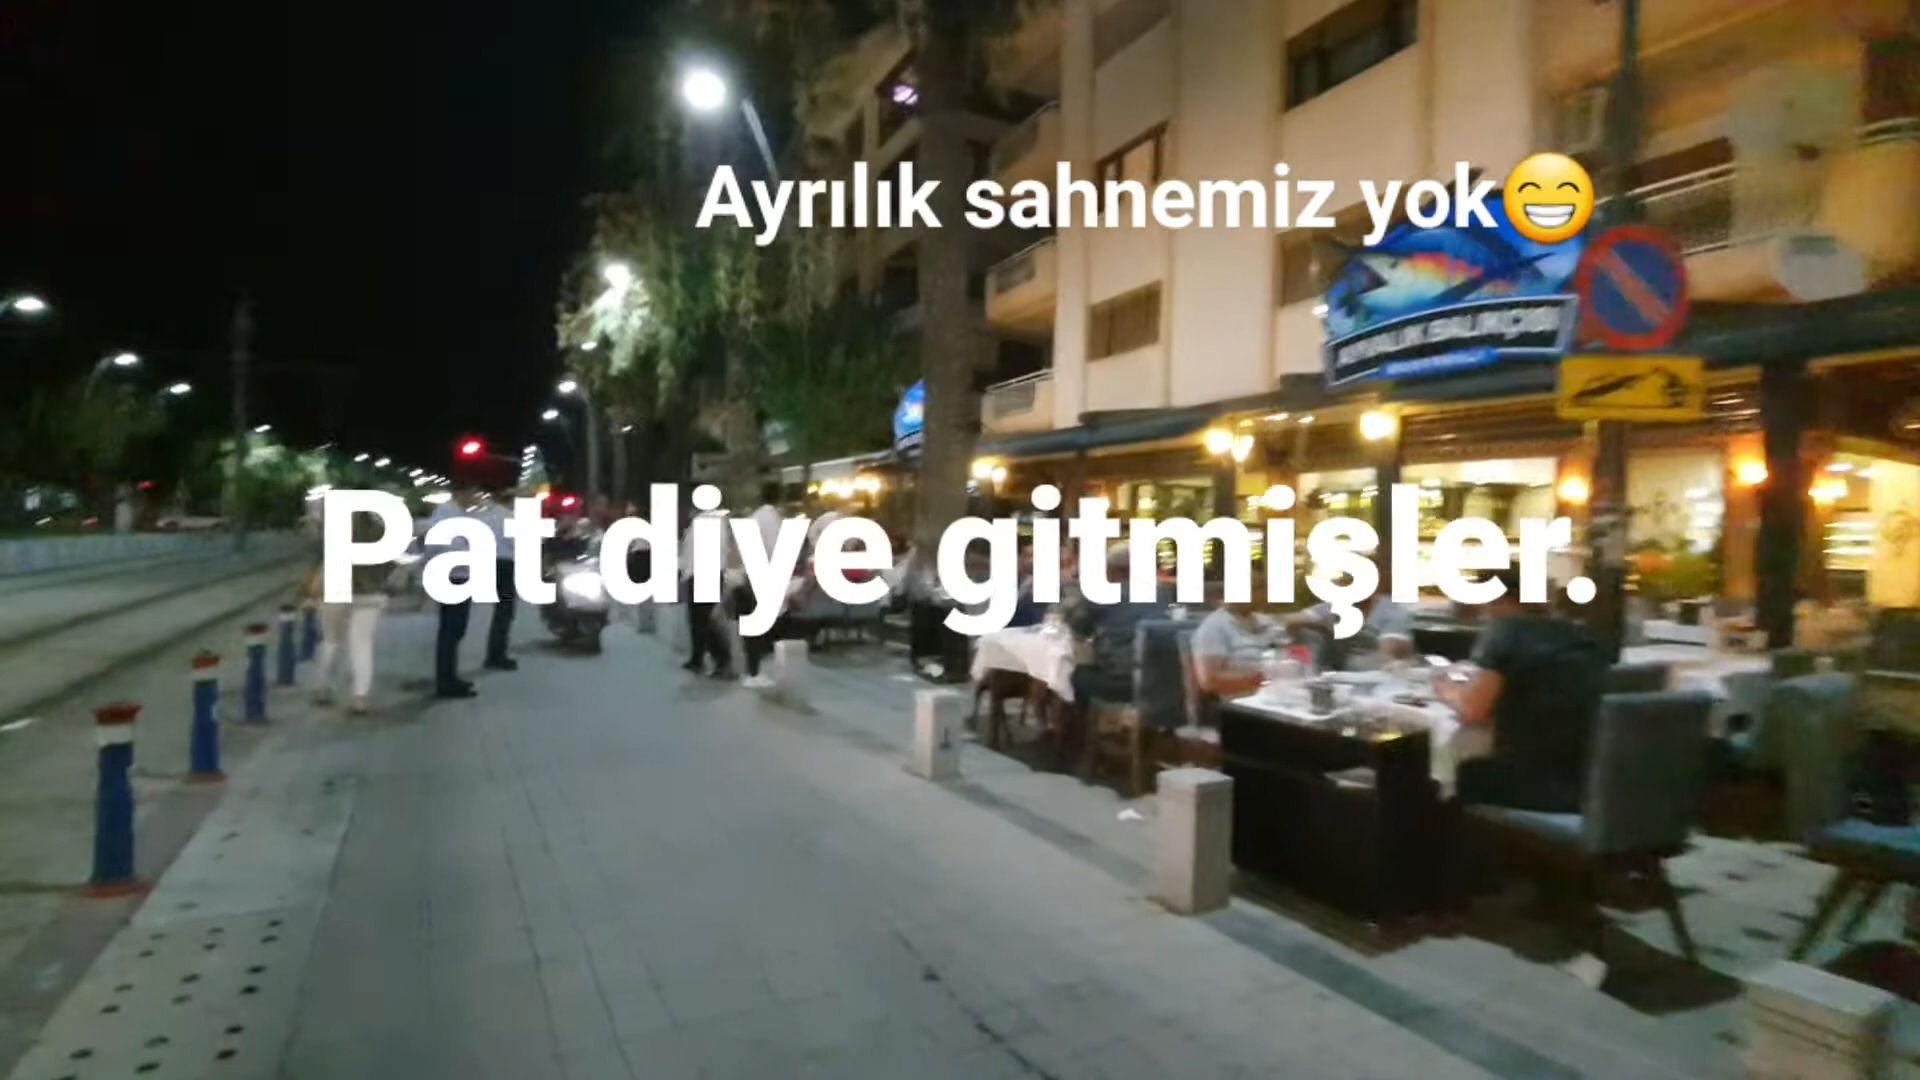 Ayrılık sahnemiz yok😁
Pat diye gitmişler.